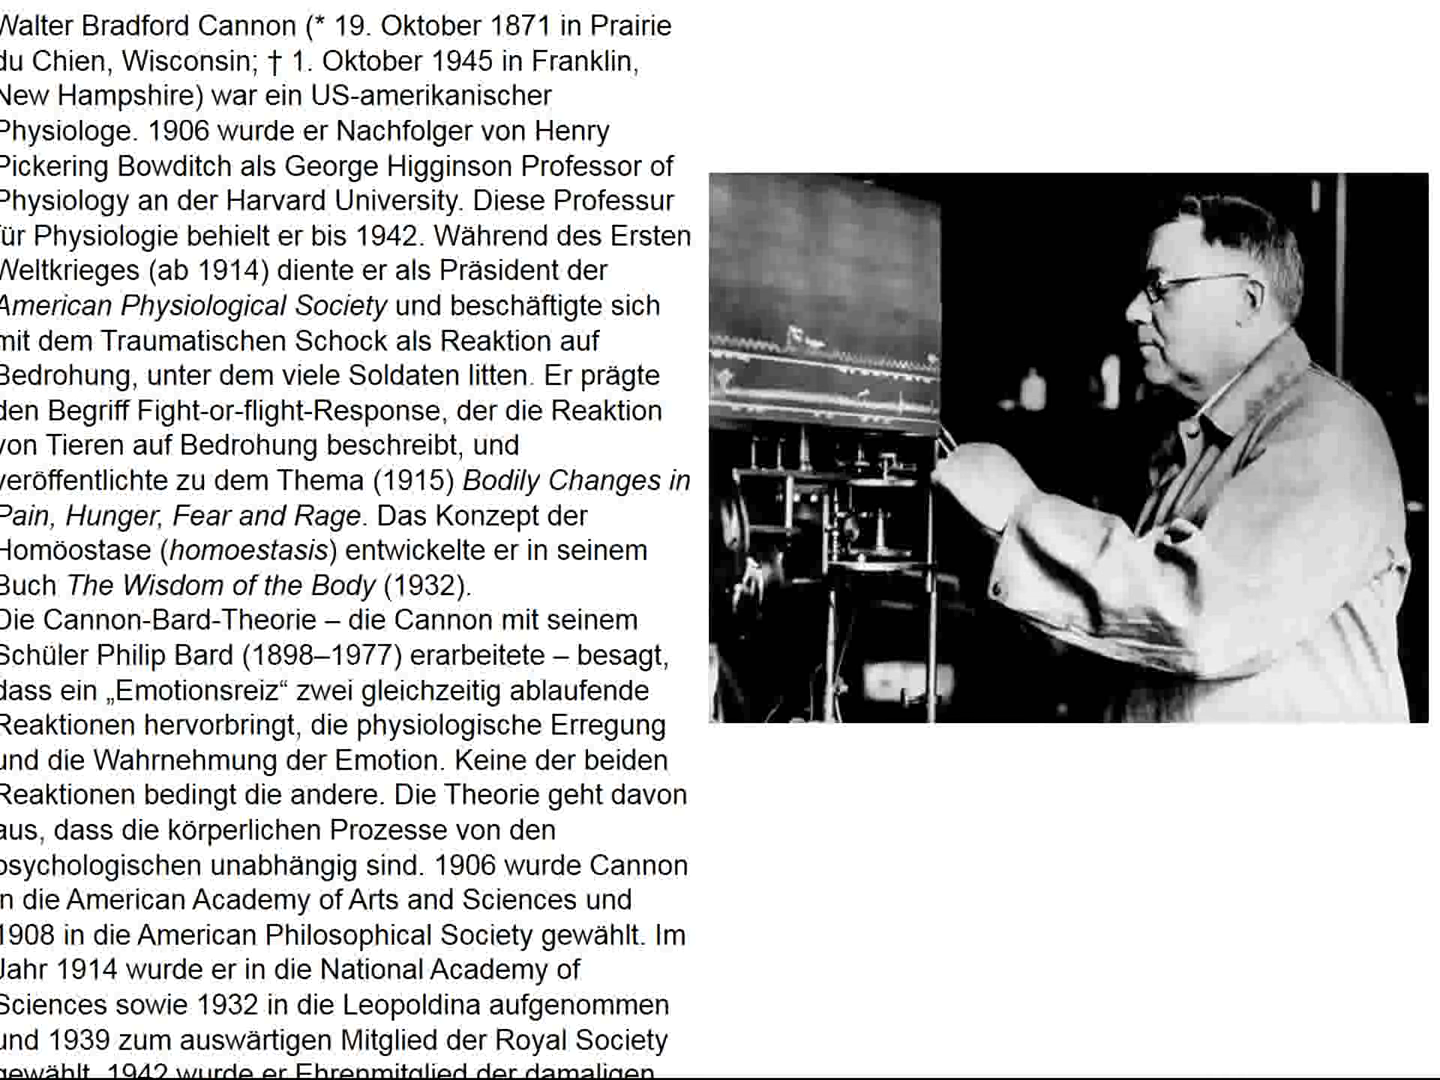 Walter Bradford Cannon (* 19. Oktober 1871 in Prairie
du Chien, Wisconsin; † 1. Oktober 1945 in Franklin,
New Hampshire) war ein US-amerikanischer
Physiologe. 1906 wurde er Nachfolger von Henry
Pickering Bowditch als George Higginson Professor of
Physiology an der Harvard University. Diese Professur
für Physiologie behielt er bis 1942. Während des Ersten
Weltkrieges (ab 1914) diente er als Präsident der
American Physiological Society und beschäftigte sich
mit dem Traumatischen Schock als Reaktion auf
Bedrohung, unter dem viele Soldaten litten. Er prägte
den Begriff Fight-or-flight-Response, der die Reaktion
von Tieren auf Bedrohung beschreibt, und
veröffentlichte zu dem Thema (1915) Bodily Changes in
Pain, Hunger, Fear and Rage. Das Konzept der
Homöostase (homoestasis) entwickelte er in seinem
Buch The Wisdom of the Body (1932).
Die Cannon-Bard-Theorie – die Cannon mit seinem
Schüler Philip Bard (1898–1977) erarbeitete – besagt,
dass ein „Emotionsreiz“ zwei gleichzeitig ablaufende
Reaktionen hervorbringt, die physiologische Erregung
und die Wahrnehmung der Emotion. Keine der beiden
Reaktionen bedingt die andere. Die Theorie geht davon
aus, dass die körperlichen Prozesse von den
psychologischen unabhängig sind. 1906 wurde Cannon
in die American Academy of Arts and Sciences und
1908 in die American Philosophical Society gewählt. Im
Jahr 1914 wurde er in die National Academy of
Sciences sowie 1932 in die Leopoldina aufgenommen
und 1939 zum auswärtigen Mitglied der Royal Society
gewählt. 1942 wurde er Ehrenmitglied der damaligen